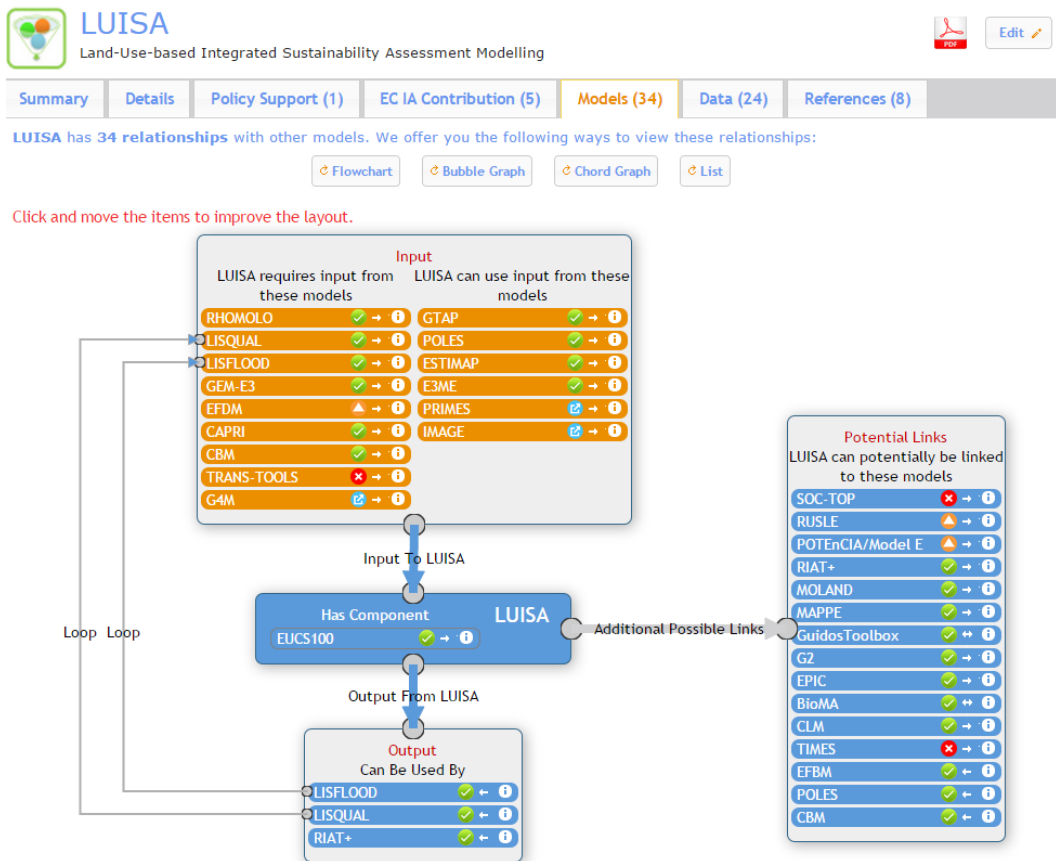 LUISA
Land-Use-based Integrated Sustainability Assessment Modelling
PDF
Edit
Summary
Details
Policy Support (1)
EC IA Contribution (5)
Models (34)
Data (24)
References (8)
LUISA has 34 relationships with other models. We offer you the following ways to view these relationships:
Flowchart
Bubble Graph
Chord Graph
List
Click and move the items to improve the layout.
Input
LUISA requires input from
these models
RHOMOLO
LISQUAL
LISFLOOD
GEM-E3
EFDM
CAPRI
CBM
TRANS-TOOLS
G4M
LUISA can use input from these
models
GTAP
POLES
ESTIMAP
E3ME
PRIMES
IMAGE
Input To LUISA
Has Component
LUISA
EUCS100
Loop
Loop
Additional Possible Links
Output From LUISA
Output
Can Be Used By
LISFLOOD
LISQUAL
RIAT+
Potential Links
LUISA can potentially be linked
to these models
SOC-TOP
RUSLE
POTEnCIA/Model E
RIAT+
MOLAND
MAPPE
GuidosToolbox
G2
EPIC
BioMA
CLM
TIMES
EFBM
POLES
CBM